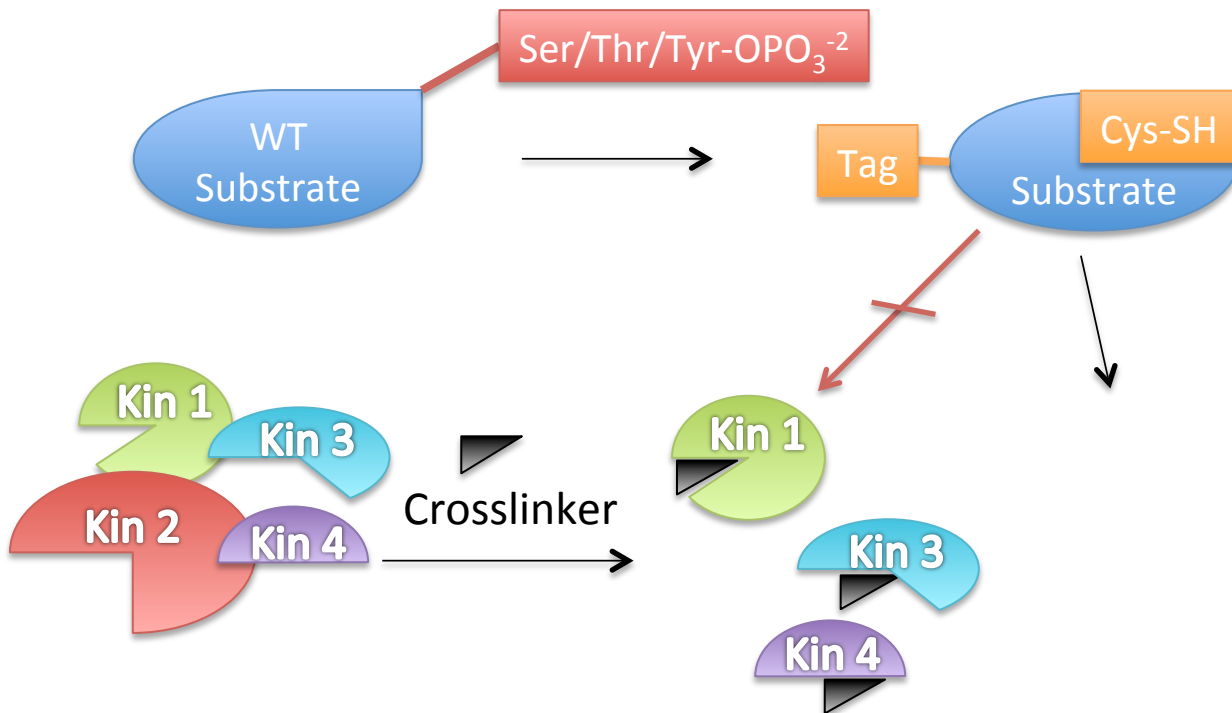 Ser/Thr/Tyr-OPO₃⁻²
WT
Substrate
Tag
Cys-SH
Substrate
Kin 1
Kin 3
Kin 2
Kin 4
Crosslinker
Kin 1
Kin 3
Kin 4